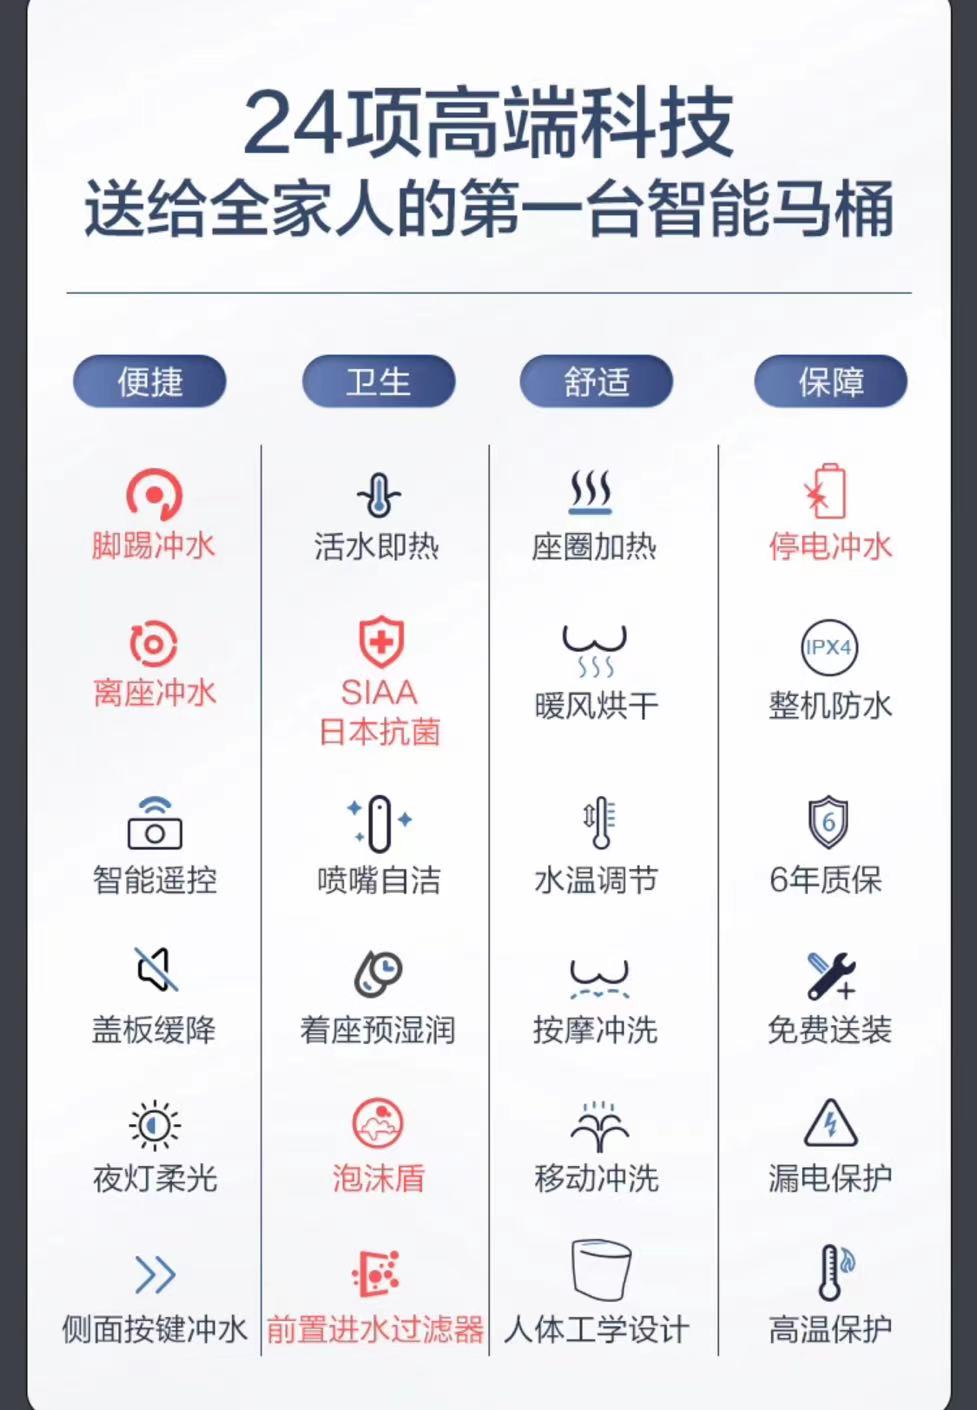 24项高端科技
送给全家人的第一台智能马桶
便捷
卫生
舒适
保障
脚踢冲水
活水即热
座圈加热
停电冲水
离座冲水
SIAA
日本抗菌
暖风烘干
IPX4
整机防水
智能遥控
喷嘴自洁
水温调节
6
6年质保
盖板缓降
着座预湿润
按摩冲洗
免费送装
夜灯柔光
泡沫盾
移动冲洗
漏电保护
侧面按键冲水
前置进水过滤器
人体工学设计
高温保护